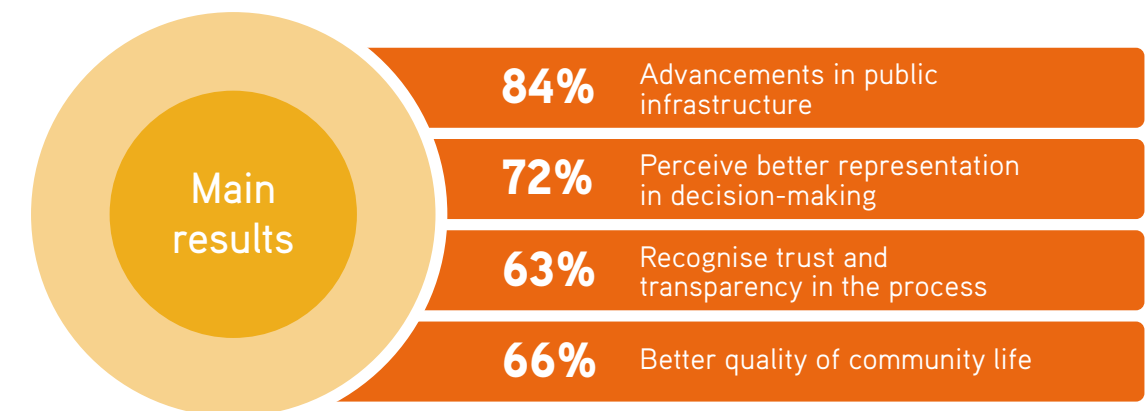 Main
results
84%
Advancements in public
infrastructure
72%
Perceive better representation
in decision-making
63%
Recognise trust and
transparency in the process
66%
Better quality of community life